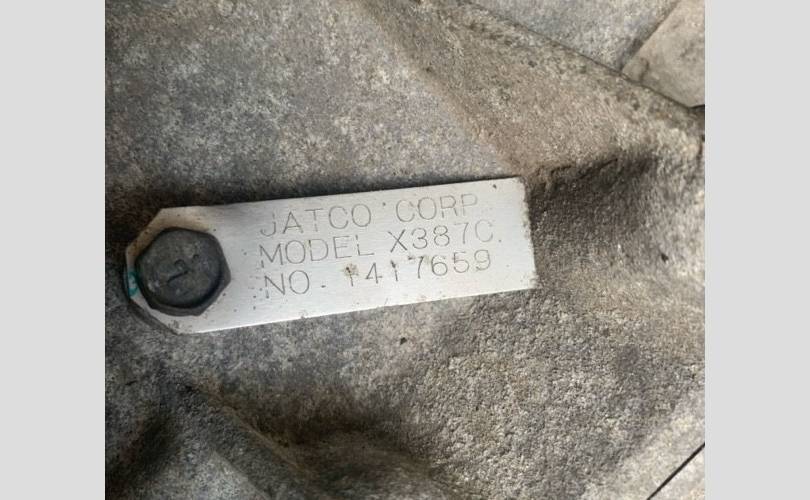 JATCO CORP
MODEL X387C
NO. 1417659